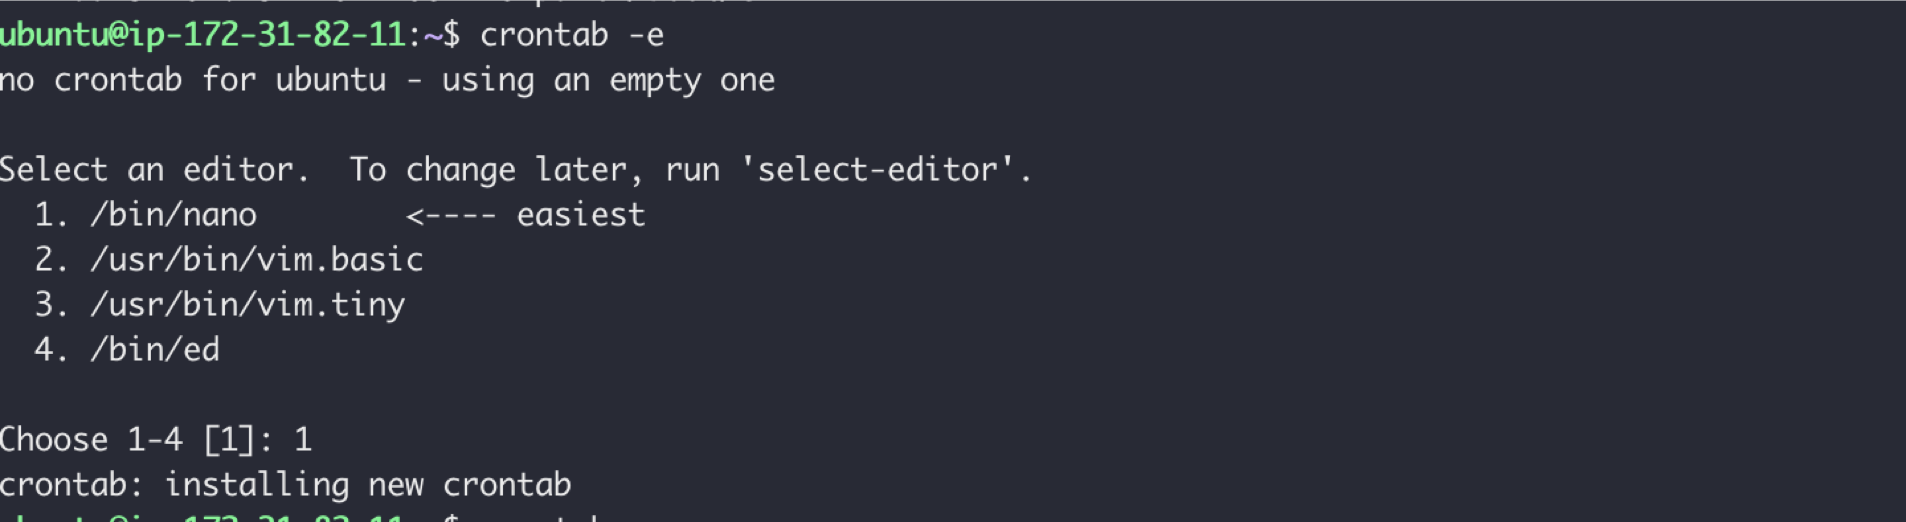 ubuntu@ip-172-31-82-11:~$ crontab -e
no crontab for ubuntu - using an empty one
Select an editor.  To change later, run 'select-editor'.
  1. /bin/nano        <---- easiest
  2. /usr/bin/vim.basic
  3. /usr/bin/vim.tiny
  4. /bin/ed
Choose 1-4 [1]: 1
crontab: installing new crontab